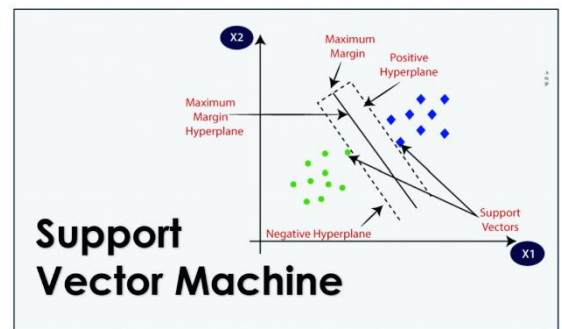 X2
Maximum
Margin
Positive
Hyperplane
Maximum
Margin
Hyperplane
Support
Vectors
Negative Hyperplane
X1
Support
Vector Machine